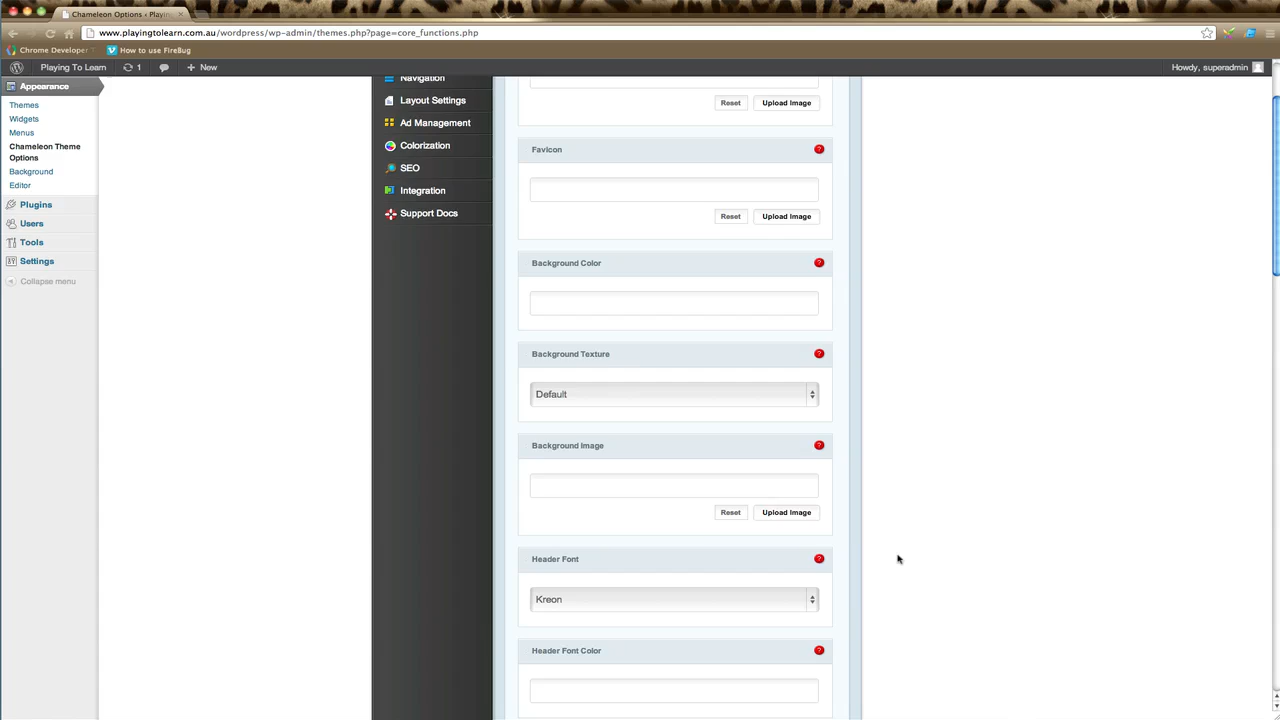 Chameleon Options ‹ Playin
www.playingtolearn.com.au/wordpress/wp-admin/themes.php?page=core_functions.php
Chrome Developer
How to use FireBug
Playing To Learn
1
+ New
Howdy, superadmin
Appearance
Themes
Widgets
Menus
Chameleon Theme
Options
Background
Editor
Plugins
Users
Tools
Settings
Collapse menu
Navigation
Layout Settings
Ad Management
Colorization
SEO
Integration
Support Docs
Reset
Upload Image
Favicon
?
Reset
Upload Image
Background Color
?
Background Texture
?
Default
Background Image
?
Reset
Upload Image
Header Font
?
Kreon
Header Font Color
?